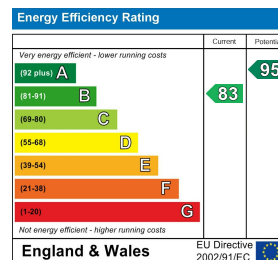 Energy Efficiency Rating
Current
Very energy efficient - lower running costs
(92 plus) A
95
(81-91) B
83
(69-80) C
(55-68) D
(39-54) E
(21-38) F
(1-20) G
Not energy efficient - higher running costs
England & Wales
EU Directive
2002/91/EC